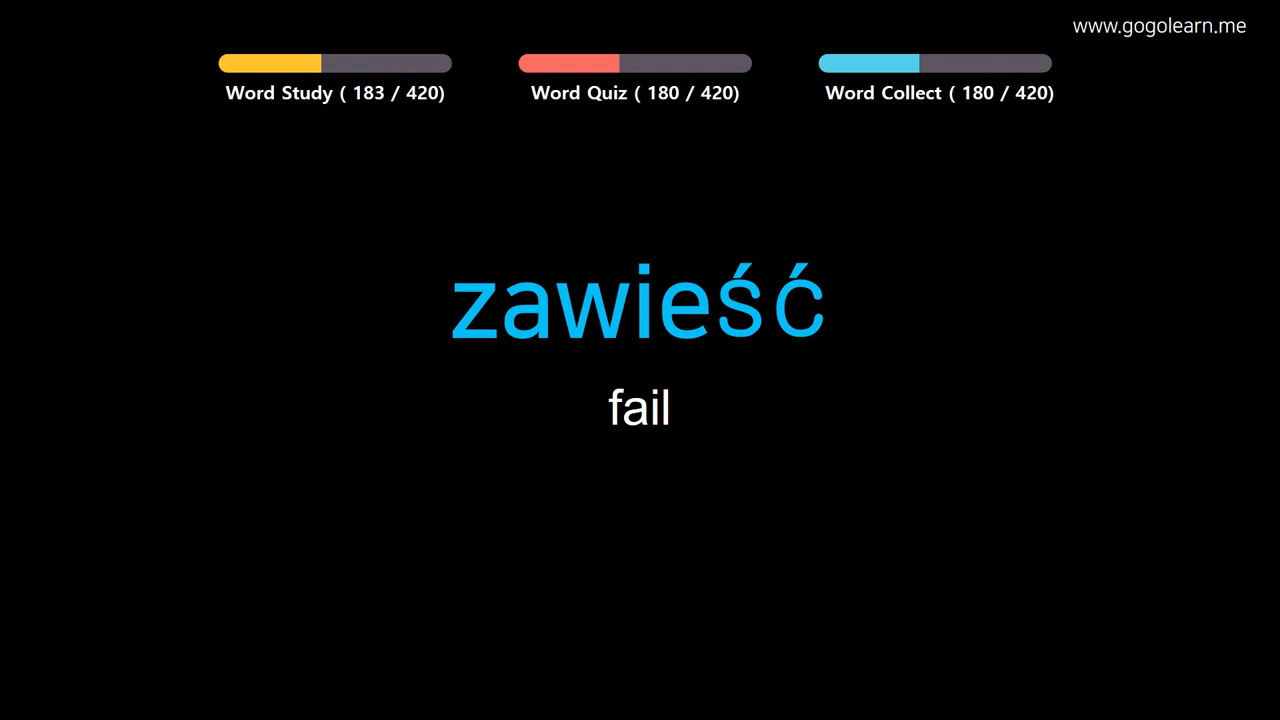 www.gogolearn.me
Word Study ( 183 / 420)
Word Quiz ( 180 / 420)
Word Collect ( 180 / 420)
zawieść
fail